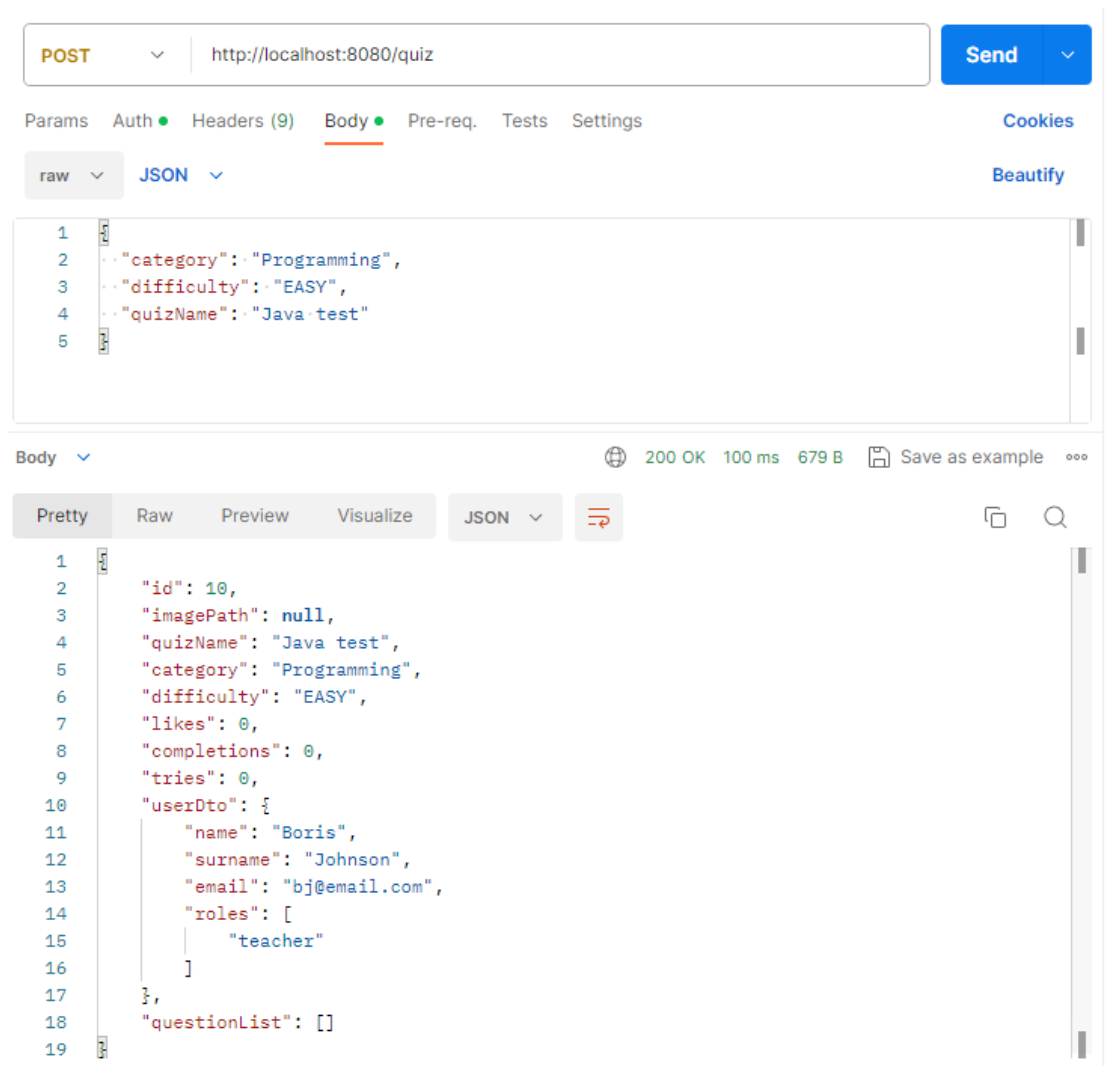 POST http://localhost:8080/quiz Send
Params Auth Headers (9) Body Pre-req. Tests Settings Cookies
raw JSON Beautify
1 {
2 "category": "Programming",
3 "difficulty": "EASY",
4 "quizName": "Java test"
5 }
Body 200 OK 100 ms 679 B Save as example
Pretty Raw Preview Visualize JSON
1 {
2 "id": 10,
3 "imagePath": null,
4 "quizName": "Java test",
5 "category": "Programming",
6 "difficulty": "EASY",
7 "likes": 0,
8 "completions": 0,
9 "tries": 0,
10 "userDto": {
11 "name": "Boris",
12 "surname": "Johnson",
13 "email": "bj@email.com",
14 "roles": [
15 "teacher"
16 ]
17 },
18 "questionList": []
19 }